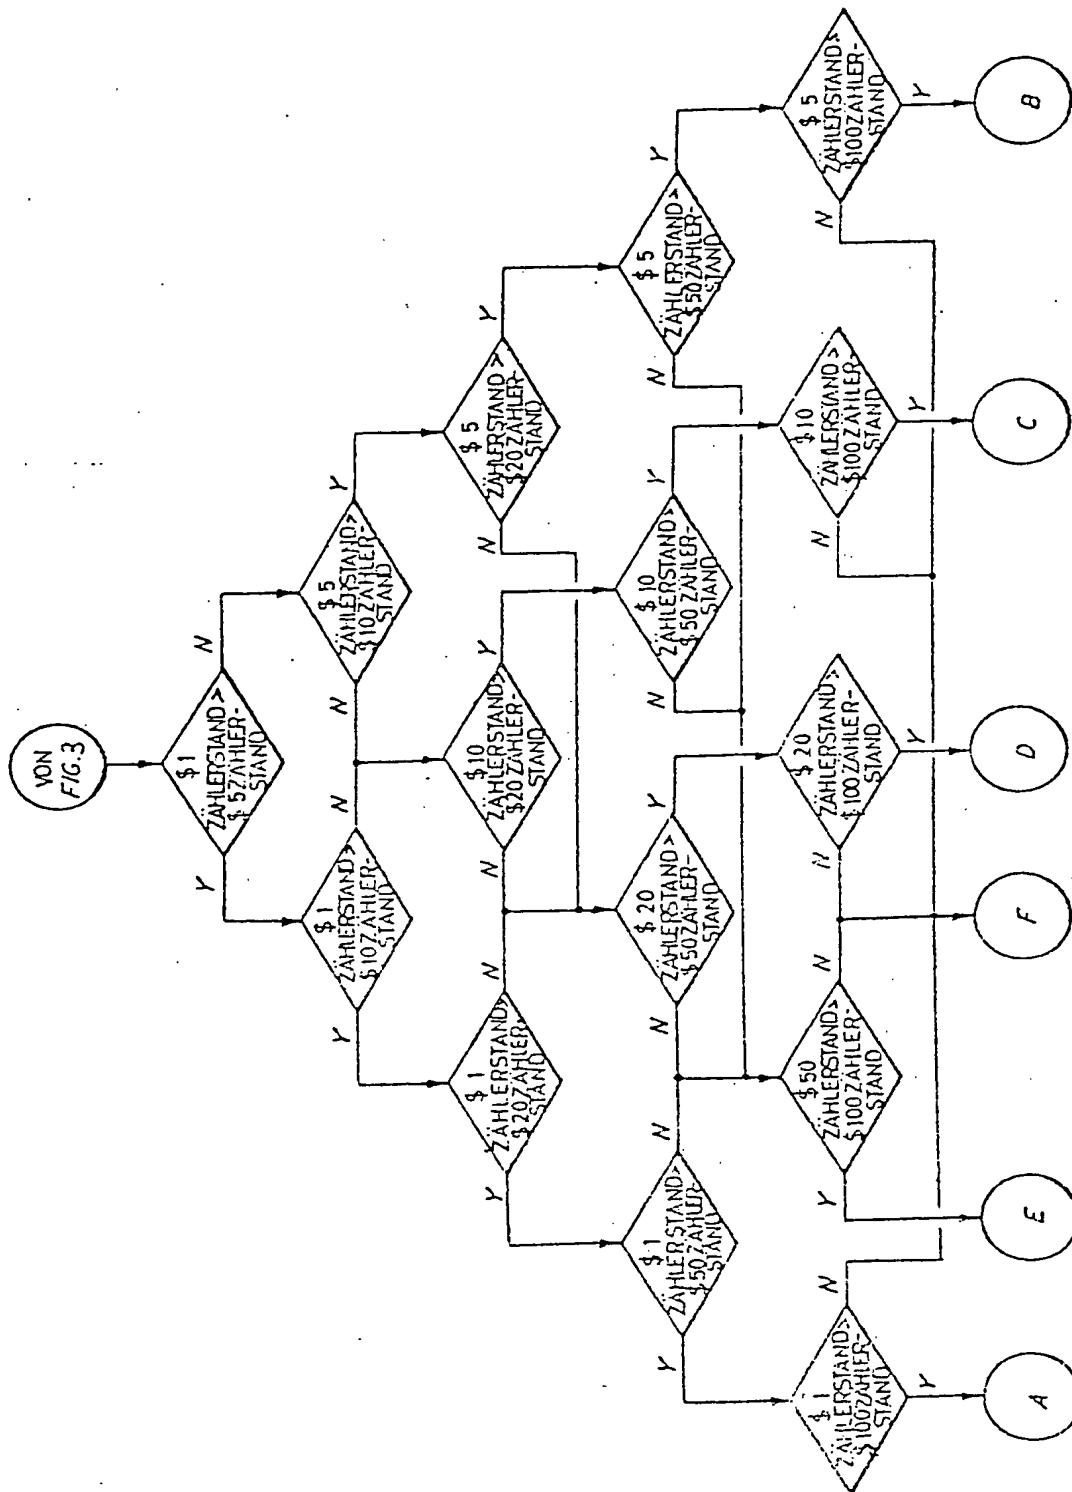 VON
FIG.3
$ 1
ZÄHLERSTAND >
$ 5 ZÄHLER-
STAND
Y
N
$ 1
ZÄHLERSTAND >
$ 10 ZÄHLER-
STAND
Y
N
$ 5
ZÄHLERSTAND >
$ 10 ZÄHLER-
STAND
N
Y
$ 1
ZÄHLERSTAND >
$ 20 ZÄHLER-
STAND
Y
N
$ 10
ZÄHLERSTAND >
$ 20 ZÄHLER-
STAND
N
Y
$ 5
ZÄHLERSTAND >
$ 20 ZÄHLER-
STAND
N
Y
$ 1
ZÄHLERSTAND >
$ 50 ZÄHLER-
STAND
Y
N
$ 20
ZÄHLERSTAND >
$ 50 ZÄHLER-
STAND
N
Y
$ 10
ZÄHLERSTAND >
$ 50 ZÄHLER-
STAND
N
Y
$ 5
ZÄHLERSTAND >
$ 50 ZÄHLER-
STAND
N
Y
$ 1
ZÄHLERSTAND >
$ 100 ZÄHLER-
STAND
Y
N
$ 50
ZÄHLERSTAND >
$ 100 ZÄHLER-
STAND
Y
N
$ 20
ZÄHLERSTAND >
$ 100 ZÄHLER-
STAND
N
Y
$ 10
ZÄHLERSTAND >
$ 100 ZÄHLER-
STAND
N
Y
$ 5
ZÄHLERSTAND >
$ 100 ZÄHLER-
STAND
N
Y
A
E
F
D
C
B